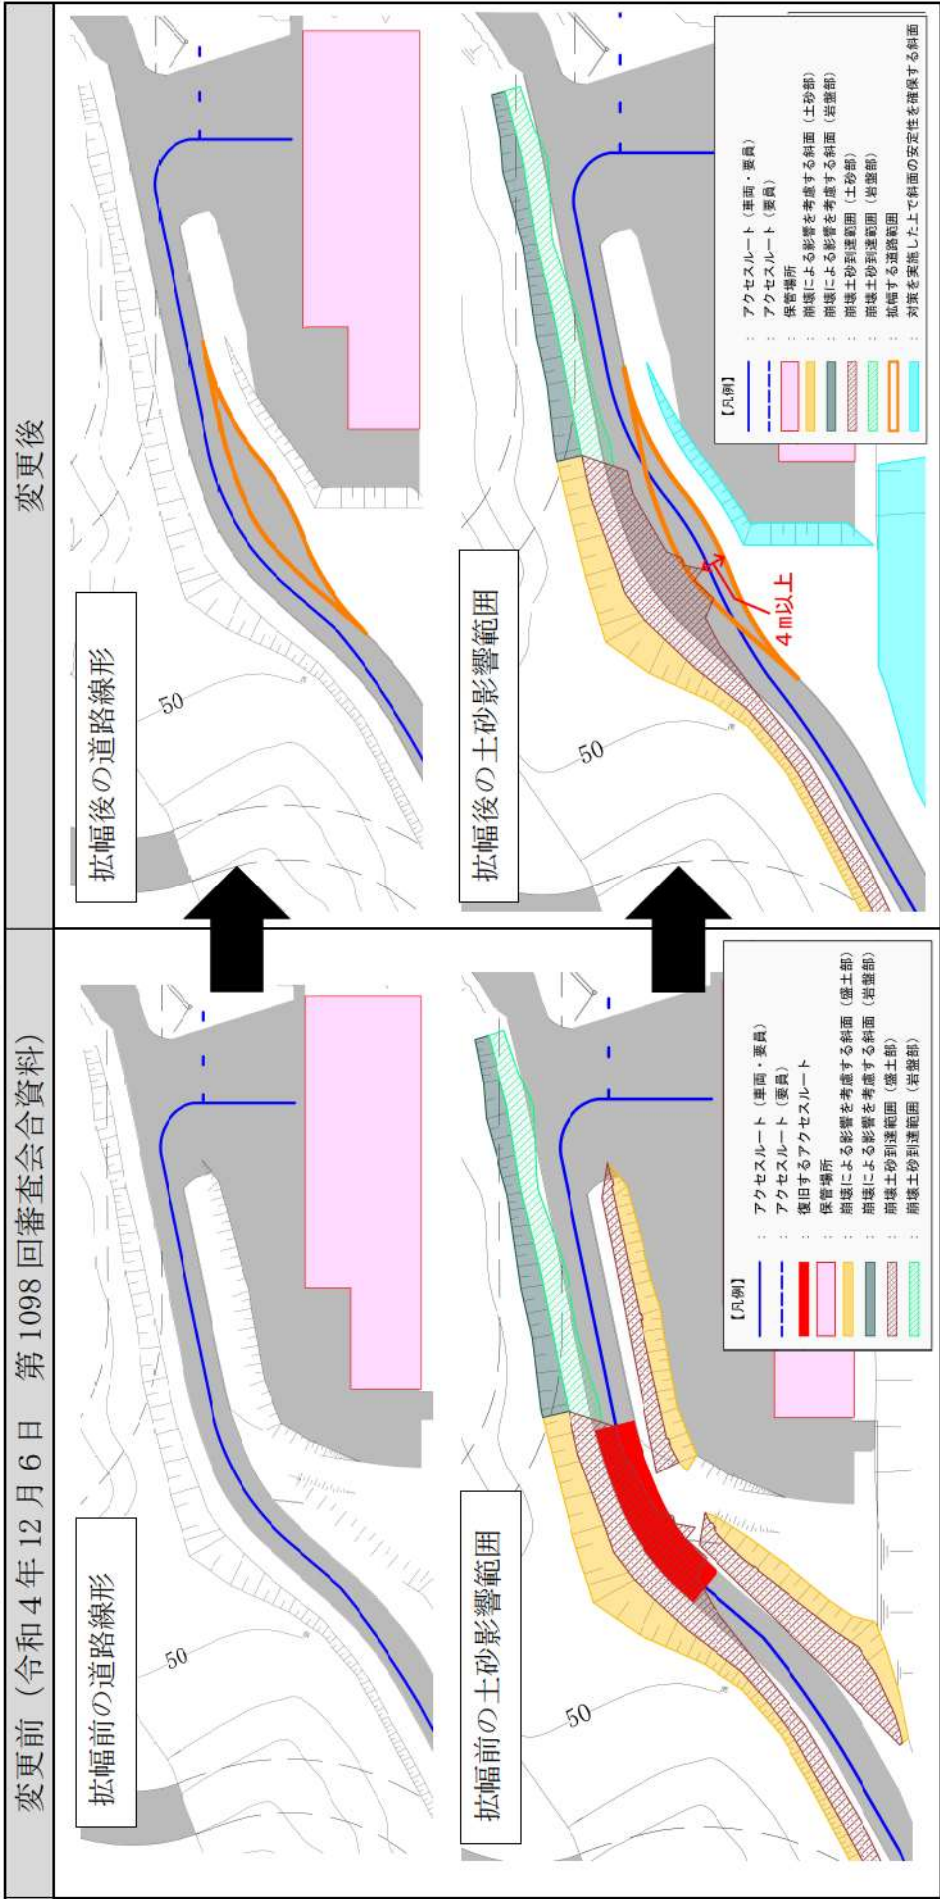 変更前（令和４年 12 月６日　第 1098 回審査会合資料）
変更後
拡幅前の道路線形
50
拡幅後の道路線形
50
拡幅前の土砂影響範囲
50
【凡例】
： アクセスルート（車両・要員）
： アクセスルート（要員）
： 復旧するアクセスルート
： 保管場所
： 崩壊による影響を考慮する斜面（盛土部）
： 崩壊による影響を考慮する斜面（岩盤部）
： 崩壊土砂到達範囲（盛土部）
： 崩壊土砂到達範囲（岩盤部）
拡幅後の土砂影響範囲
50
４ｍ以上
【凡例】
： アクセスルート（車両・要員）
： アクセスルート（要員）
： 保管場所
： 崩壊による影響を考慮する斜面（土砂部）
： 崩壊による影響を考慮する斜面（岩盤部）
： 崩壊土砂到達範囲（土砂部）
： 崩壊土砂到達範囲（岩盤部）
： 拡幅する道路範囲
： 対策を実施した上で斜面の安定性を確保する斜面